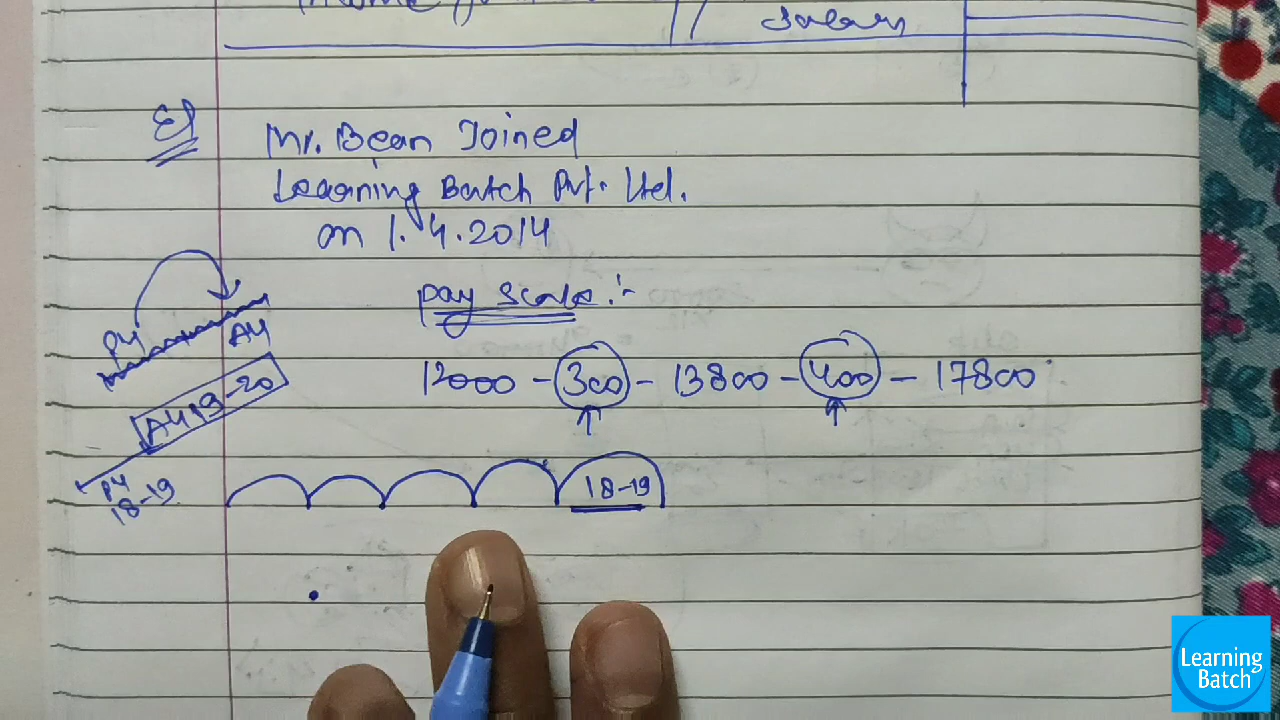 Salary
Eg
Mr. Bean Joined
Learning Batch Pvt. Ltd.
on 1.4.2014
Pay Scale :-
PY
AY
12000 - 300 - 13800 - 400 - 17800
AY 19-20
PY
18-19
18-19
Learning
Batch